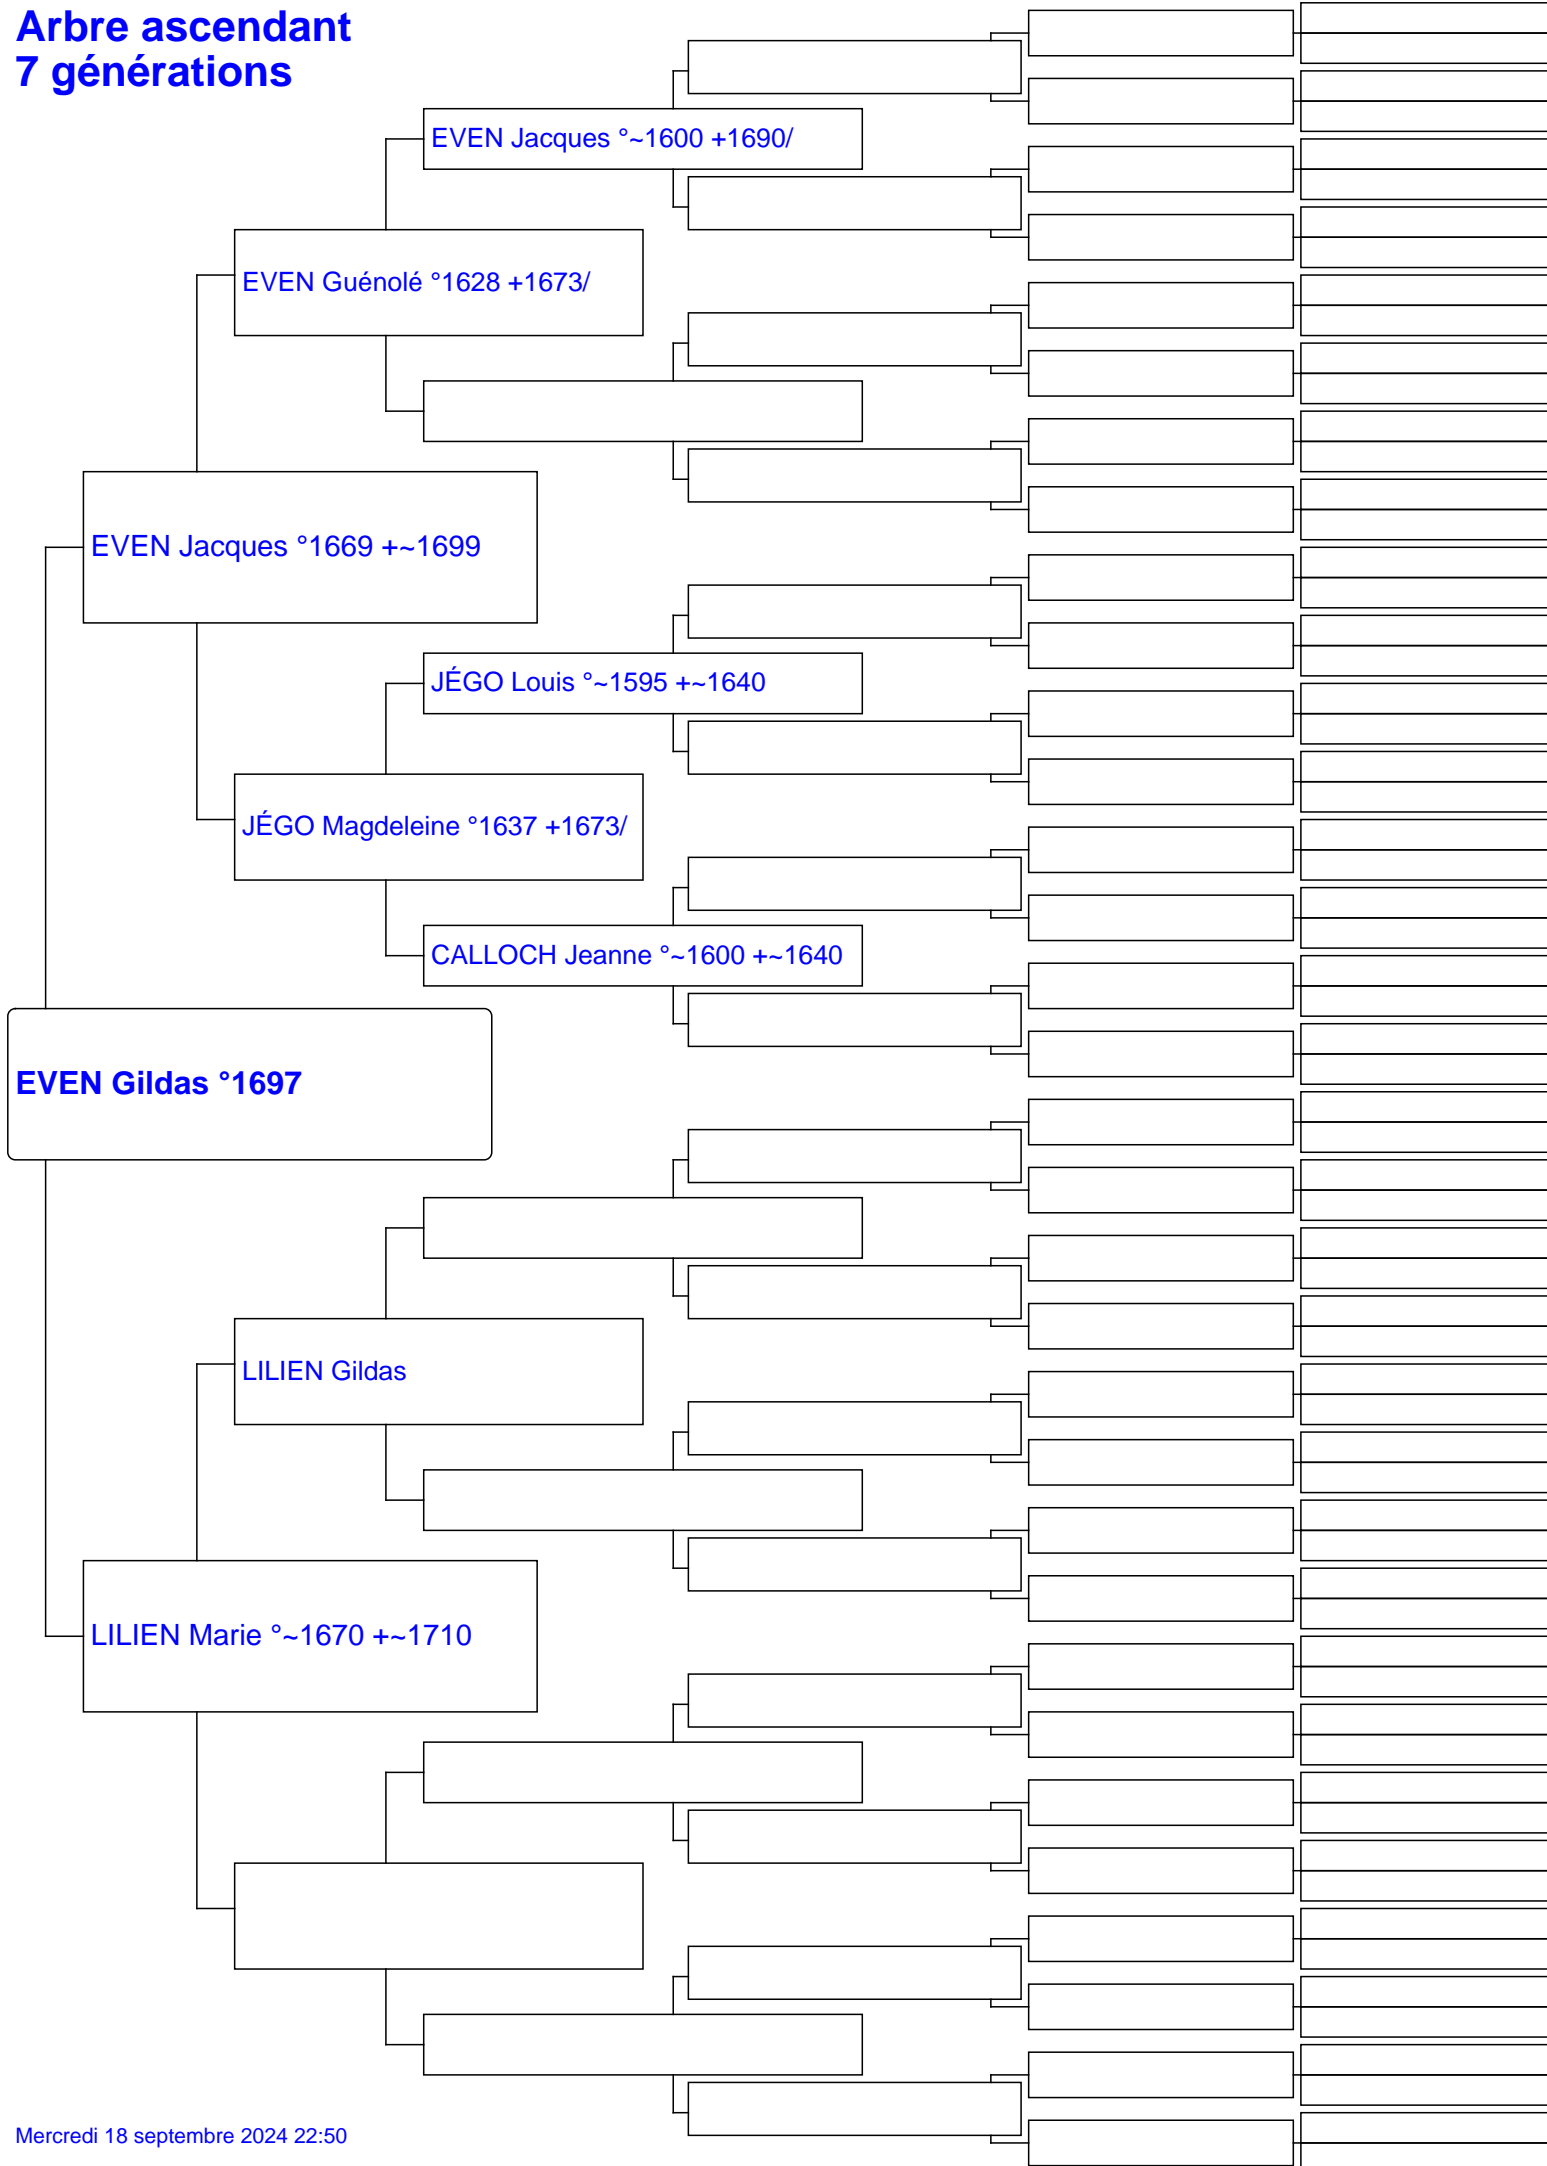 Arbre ascendant
7 générations
EVEN Jacques °~1600 +1690/
EVEN Guénolé °1628 +1673/
EVEN Jacques °1669 +~1699
JÉGO Louis °~1595 +~1640
JÉGO Magdeleine °1637 +1673/
CALLOCH Jeanne °~1600 +~1640
EVEN Gildas °1697
LILIEN Gildas
LILIEN Marie °~1670 +~1710
Mercredi 18 septembre 2024 22:50